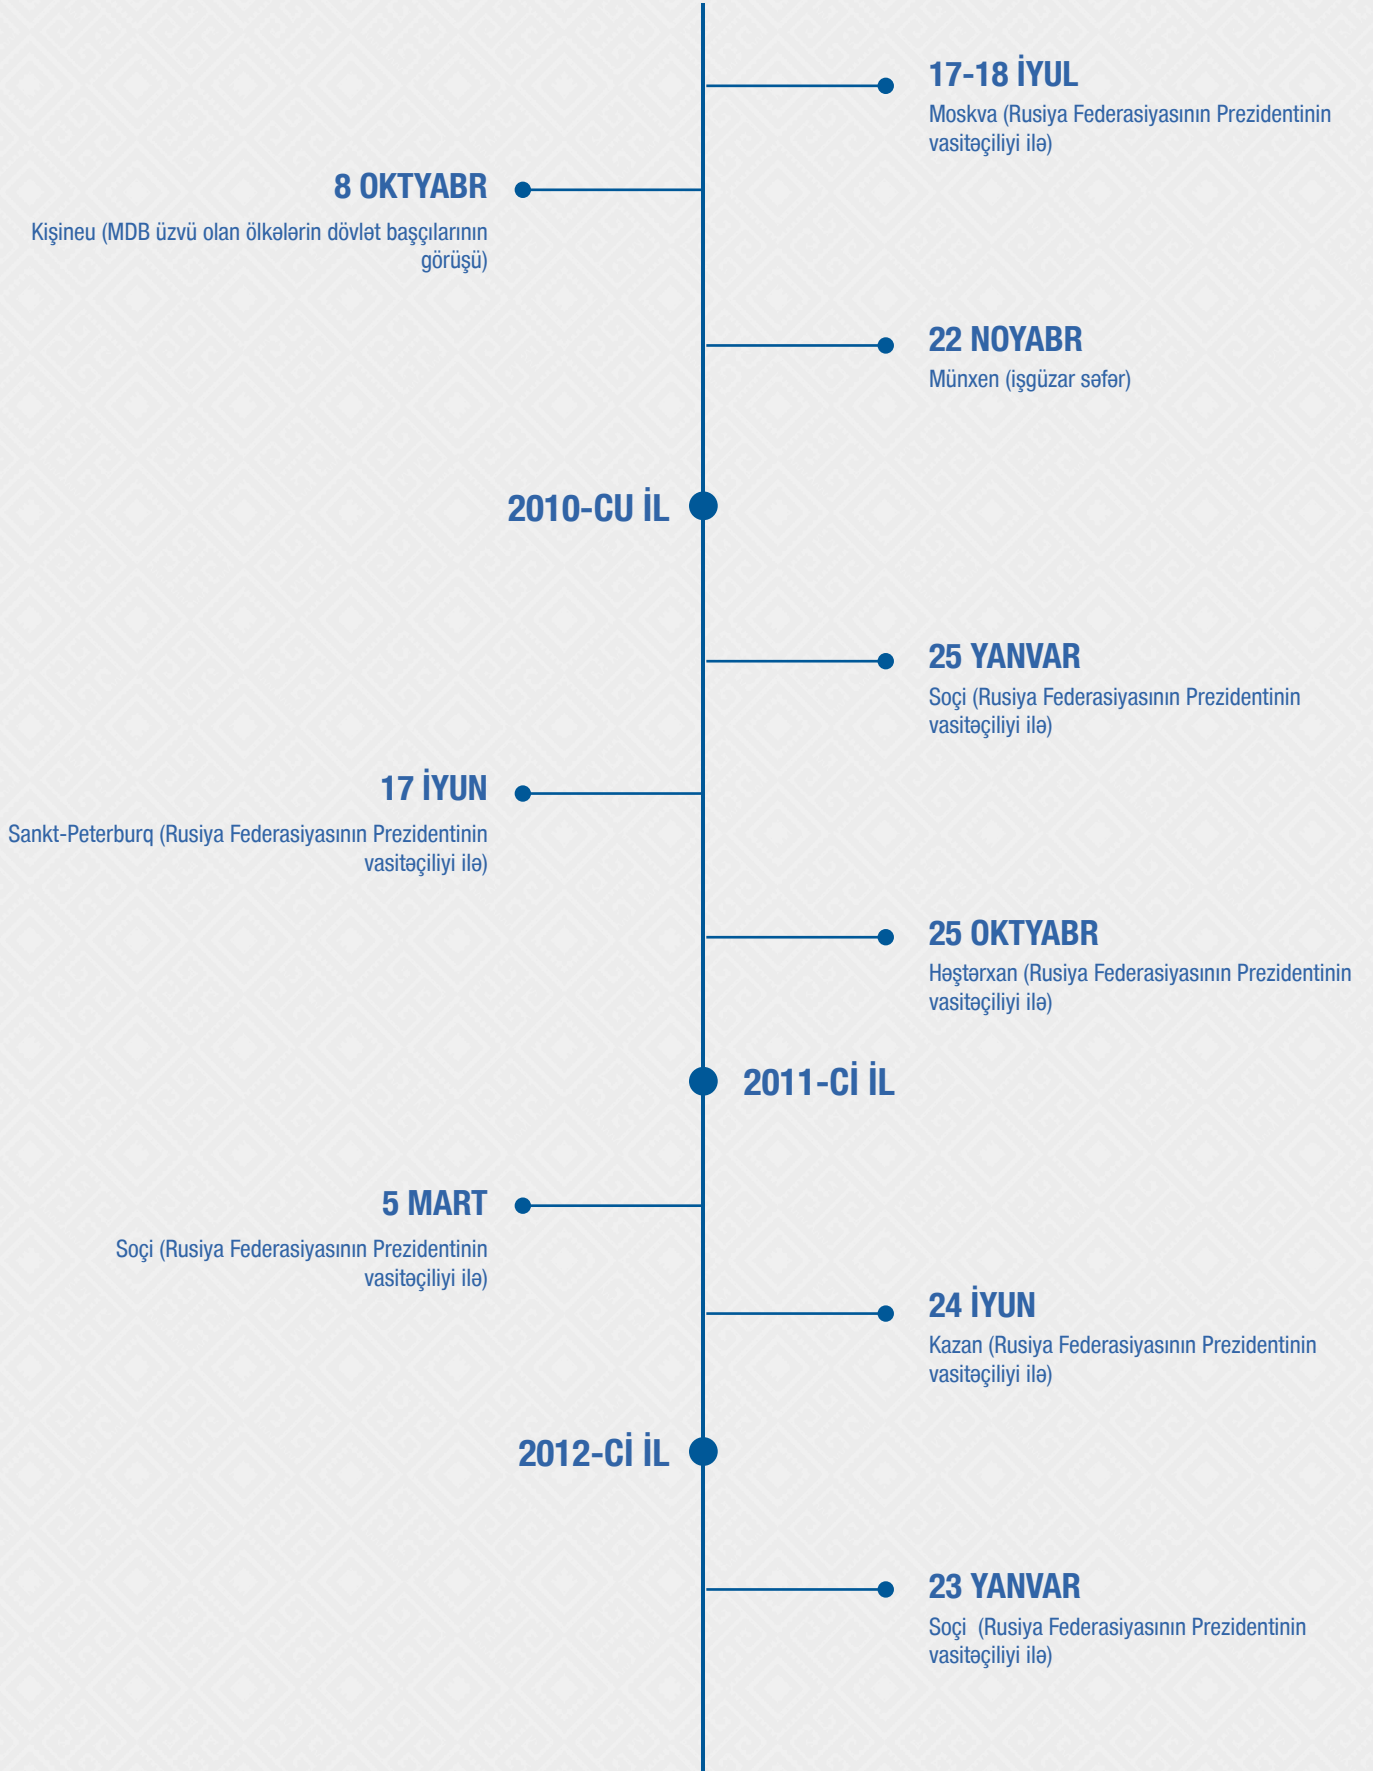 17-18 İYUL
Moskva (Rusiya Federasiyasının Prezidentinin
vasitəçiliyi ilə)
8 OKTYABR
Kişineu (MDB üzvü olan ölkələrin dövlət başçılarının
görüşü)
22 NOYABR
Münxen (işgüzar səfər)
2010-CU İL
25 YANVAR
Soçi (Rusiya Federasiyasının Prezidentinin
vasitəçiliyi ilə)
17 İYUN
Sankt-Peterburq (Rusiya Federasiyasının Prezidentinin
vasitəçiliyi ilə)
25 OKTYABR
Həştərxan (Rusiya Federasiyasının Prezidentinin
vasitəçiliyi ilə)
2011-Cİ İL
5 MART
Soçi (Rusiya Federasiyasının Prezidentinin
vasitəçiliyi ilə)
24 İYUN
Kazan (Rusiya Federasiyasının Prezidentinin
vasitəçiliyi ilə)
2012-Cİ İL
23 YANVAR
Soçi  (Rusiya Federasiyasının Prezidentinin
vasitəçiliyi ilə)